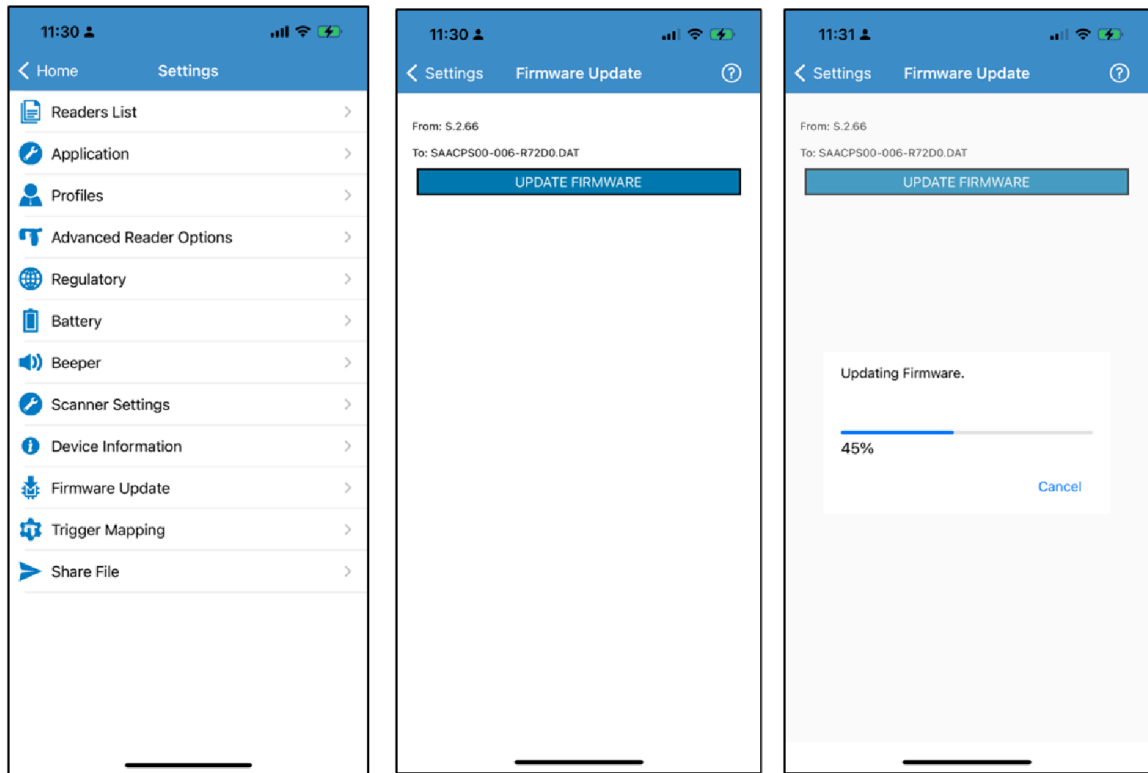 11:30
Home
Settings
Readers List
Application
Profiles
Advanced Reader Options
Regulatory
Battery
Beeper
Scanner Settings
Device Information
Firmware Update
Trigger Mapping
Share File
11:30
Settings
Firmware Update
?
From: S.2.66
To: SAACPS00-006-R72D0.DAT
UPDATE FIRMWARE
11:31
Settings
Firmware Update
?
From: S.2.66
To: SAACPS00-006-R72D0.DAT
UPDATE FIRMWARE
Updating Firmware.
45%
Cancel